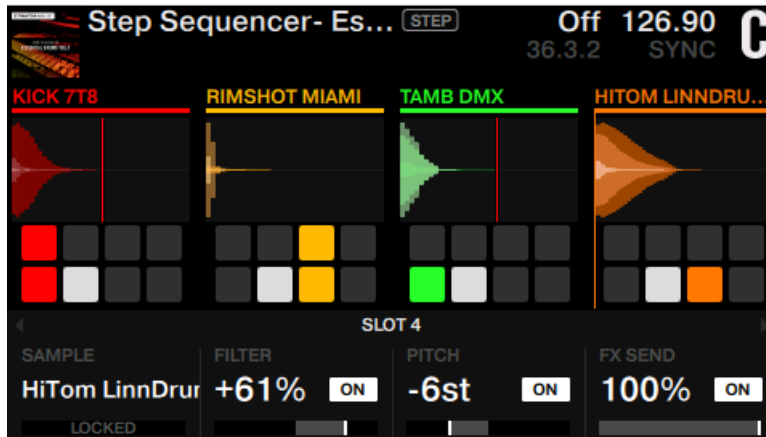 Step Sequencer- Es... STEP Off 126.90 C
36.3.2 SYNC
KICK 7T8 RIMSHOT MIAMI TAMB DMX HITOM LINNDRU...
SLOT 4
SAMPLE FILTER PITCH FX SEND
HiTom LinnDrur +61% ON -6st ON 100% ON
LOCKED